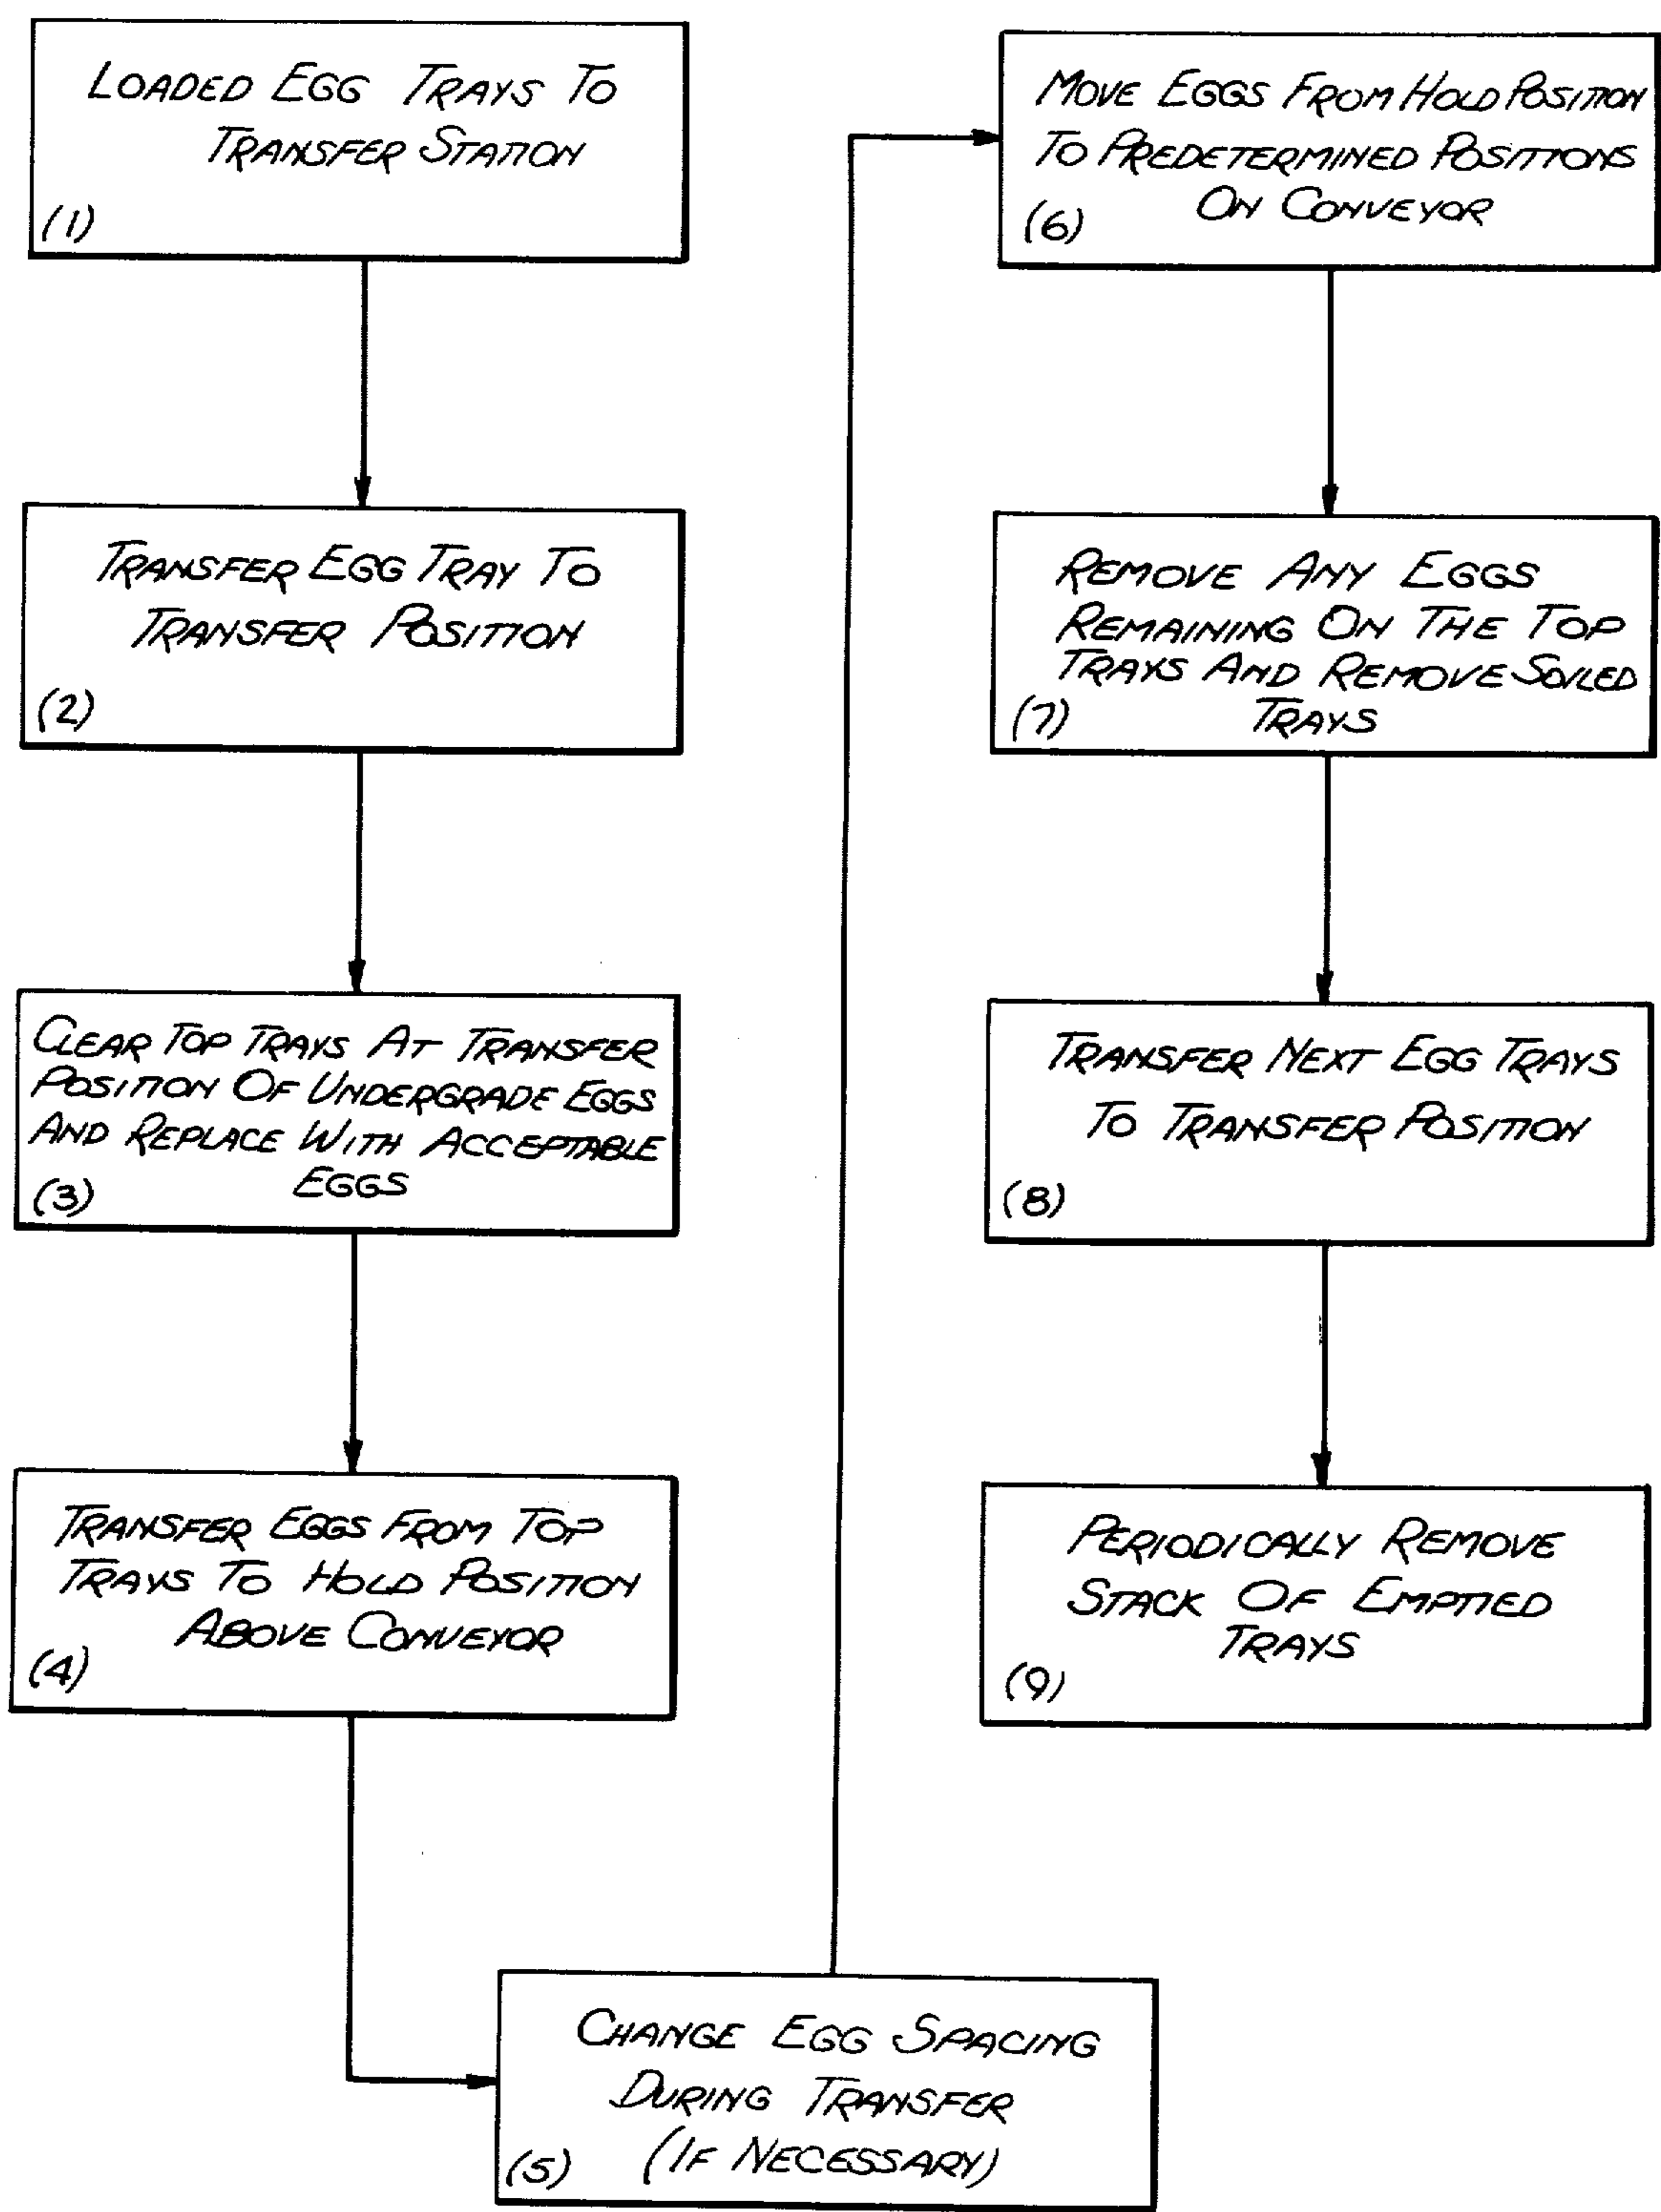 LOADED EGG TRAYS TO
TRANSFER STATION
(1)
TRANSFER EGG TRAY TO
TRANSFER POSITION
(2)
CLEAR TOP TRAYS AT TRANSFER
POSITION OF UNDERGRADE EGGS
AND REPLACE WITH ACCEPTABLE
EGGS
(3)
TRANSFER EGGS FROM TOP
TRAYS TO HOLD POSITION
ABOVE CONVEYOR
(4)
CHANGE EGG SPACING
DURING TRANSFER
(IF NECESSARY)
(5)
MOVE EGGS FROM HOLD POSITION
TO PREDETERMINED POSITIONS
ON CONVEYOR
(6)
REMOVE ANY EGGS
REMAINING ON THE TOP
TRAYS AND REMOVE SOILED
TRAYS
(7)
TRANSFER NEXT EGG TRAYS
TO TRANSFER POSITION
(8)
PERIODICALLY REMOVE
STACK OF EMPTIED
TRAYS
(9)